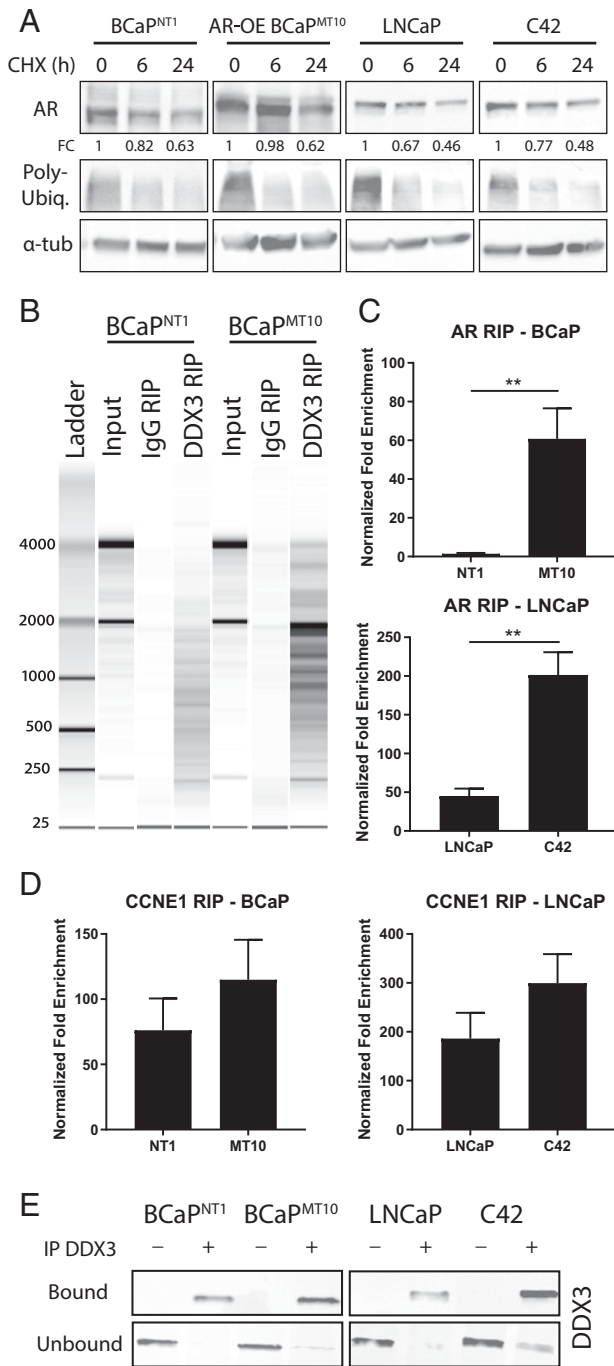 A
BCaP^NT1 AR-OE BCaP^MT10 LNCaP C42
CHX (h) 0 6 24 0 6 24 0 6 24 0 6 24
AR
FC 1 0.82 0.63 1 0.98 0.62 1 0.67 0.46 1 0.77 0.48
Poly-
Ubiq.
α-tub
B
BCaP^NT1 BCaP^MT10
Ladder Input IgG RIP DDX3 RIP Input IgG RIP DDX3 RIP
4000
2000
1000
500
250
25
C
AR RIP - BCaP
Normalized Fold Enrichment
80
60
40
20
0
**
NT1 MT10
AR RIP - LNCaP
Normalized Fold Enrichment
250
200
150
100
50
0
**
LNCaP C42
D
CCNE1 RIP - BCaP
Normalized Fold Enrichment
150
100
50
0
NT1 MT10
CCNE1 RIP - LNCaP
Normalized Fold Enrichment
400
300
200
100
0
LNCaP C42
E
BCaP^NT1 BCaP^MT10 LNCaP C42
IP DDX3 – + – + – + – +
Bound
Unbound
DDX3